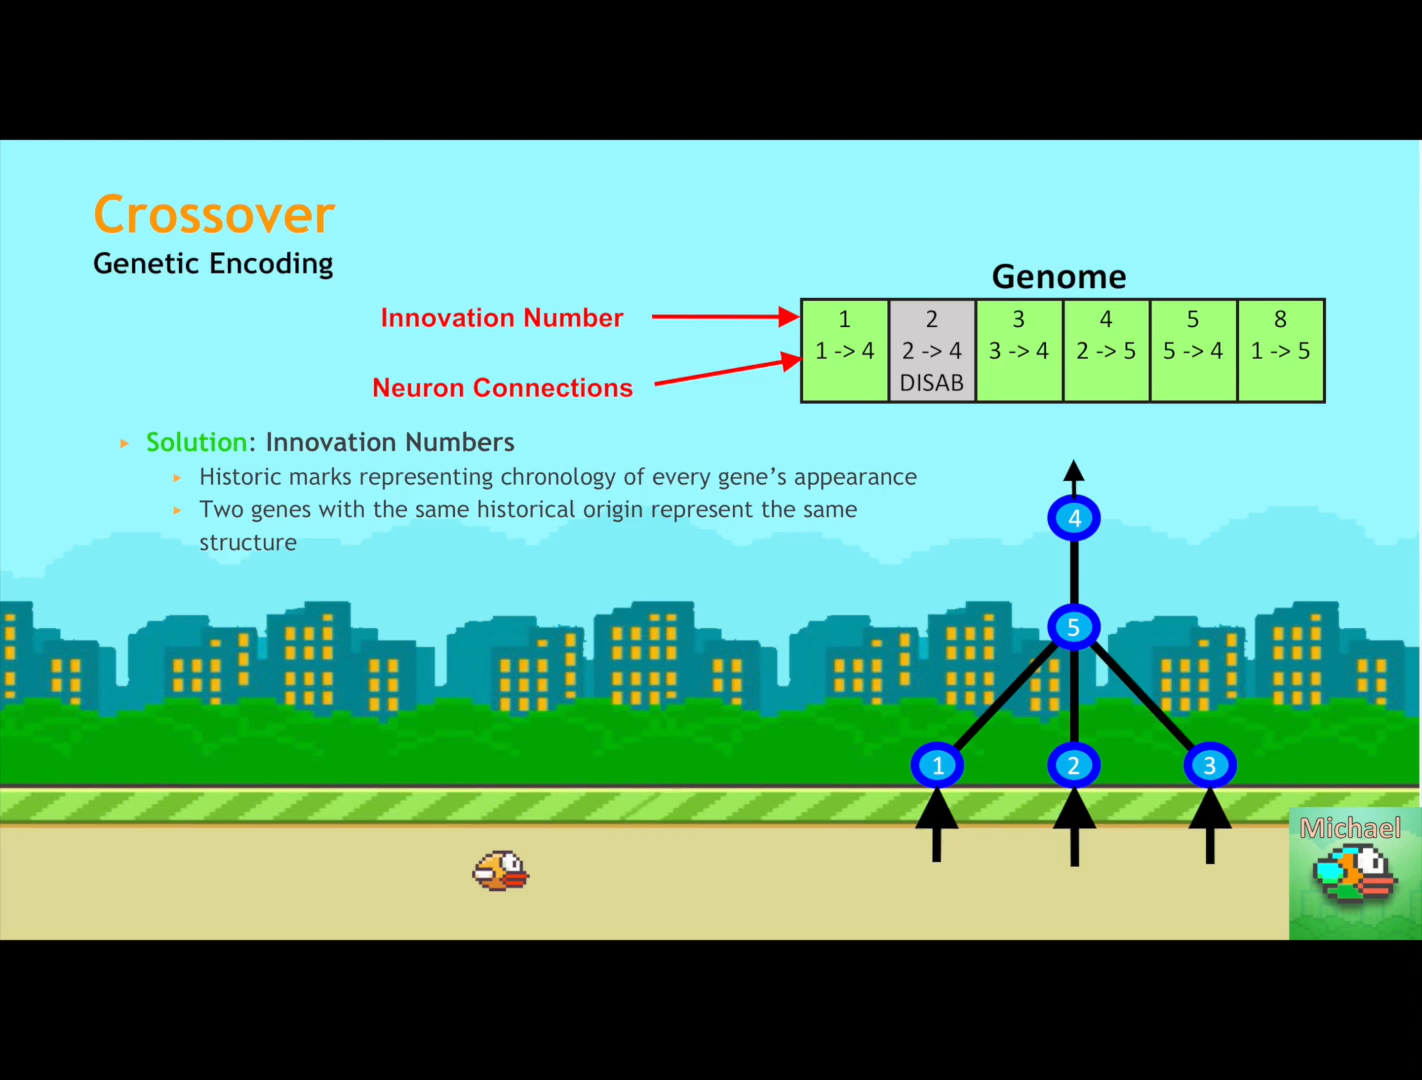 Crossover
Genetic Encoding
Genome
Innovation Number
Neuron Connections
1 2 3 4 5 8
1 -> 4 2 -> 4 3 -> 4 2 -> 5 5 -> 4 1 -> 5
DISAB
Solution: Innovation Numbers
Historic marks representing chronology of every gene’s appearance
Two genes with the same historical origin represent the same
structure
4
5
1 2 3
Michael